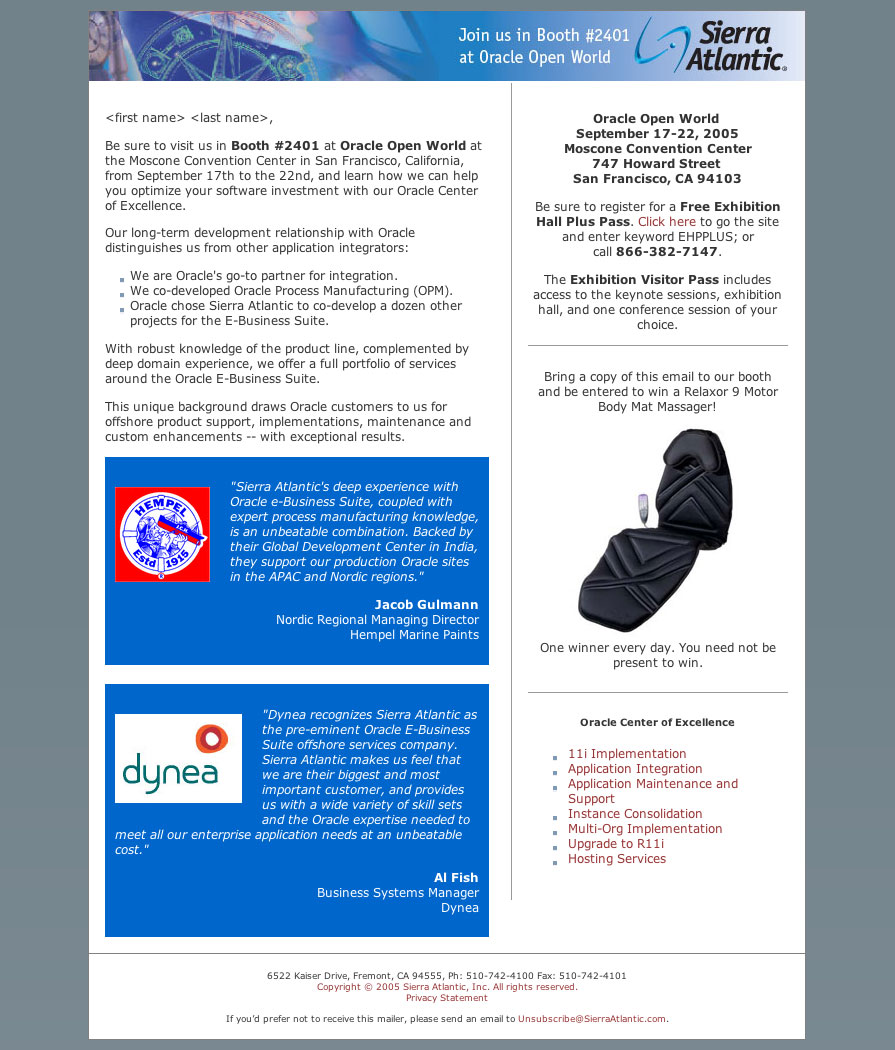 Join us in Booth #2401
at Oracle Open World
Sierra
Atlantic®
<first name> <last name>,
Be sure to visit us in Booth #2401 at Oracle Open World at
the Moscone Convention Center in San Francisco, California,
from September 17th to the 22nd, and learn how we can help
you optimize your software investment with our Oracle Center
of Excellence.
Our long-term development relationship with Oracle
distinguishes us from other application integrators:
We are Oracle's go-to partner for integration.
We co-developed Oracle Process Manufacturing (OPM).
Oracle chose Sierra Atlantic to co-develop a dozen other
projects for the E-Business Suite.
With robust knowledge of the product line, complemented by
deep domain experience, we offer a full portfolio of services
around the Oracle E-Business Suite.
This unique background draws Oracle customers to us for
offshore product support, implementations, maintenance and
custom enhancements -- with exceptional results.
HEMPEL
Estd 1915
"Sierra Atlantic's deep experience with
Oracle e-Business Suite, coupled with
expert process manufacturing knowledge,
is an unbeatable combination. Backed by
their Global Development Center in India,
they support our production Oracle sites
in the APAC and Nordic regions."
Jacob Gulmann
Nordic Regional Managing Director
Hempel Marine Paints
dynea
"Dynea recognizes Sierra Atlantic as
the pre-eminent Oracle E-Business
Suite offshore services company.
Sierra Atlantic makes us feel that
we are their biggest and most
important customer, and provides
us with a wide variety of skill sets
and the Oracle expertise needed to
meet all our enterprise application needs at an unbeatable
cost."
Al Fish
Business Systems Manager
Dynea
Oracle Open World
September 17-22, 2005
Moscone Convention Center
747 Howard Street
San Francisco, CA 94103
Be sure to register for a Free Exhibition
Hall Plus Pass. Click here to go the site
and enter keyword EHPPLUS; or
call 866-382-7147.
The Exhibition Visitor Pass includes
access to the keynote sessions, exhibition
hall, and one conference session of your
choice.
Bring a copy of this email to our booth
and be entered to win a Relaxor 9 Motor
Body Mat Massager!
One winner every day. You need not be
present to win.
Oracle Center of Excellence
11i Implementation
Application Integration
Application Maintenance and
Support
Instance Consolidation
Multi-Org Implementation
Upgrade to R11i
Hosting Services
6522 Kaiser Drive, Fremont, CA 94555, Ph: 510-742-4100 Fax: 510-742-4101
Copyright © 2005 Sierra Atlantic, Inc. All rights reserved.
Privacy Statement
If you'd prefer not to receive this mailer, please send an email to Unsubscribe@SierraAtlantic.com.